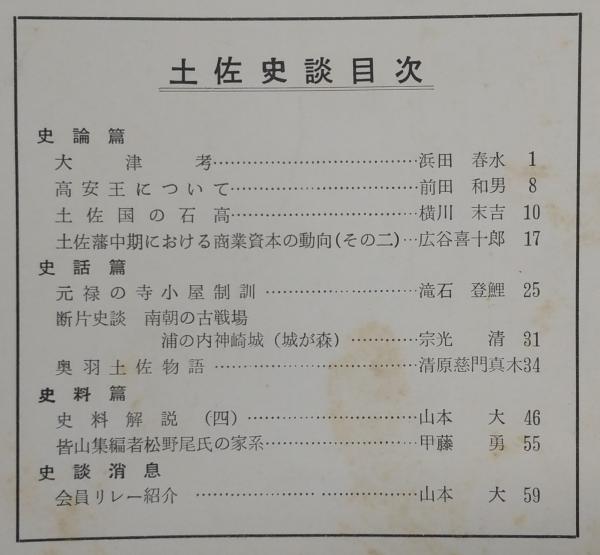 土佐史談目次
史論篇
大津考……………………………浜田 春水 1
高安王について……………………………前田 和男 8
土佐国の石高……………………………横川 末吉 10
土佐藩中期における商業資本の動向(その二)…広谷喜十郎 17
史話篇
元禄の寺小屋制訓……………………滝石 登鯉 25
断片史談 南朝の古戦場
浦の内神崎城(城が森)…………宗光 清 31
奥羽土佐物語……………………………清原慈門真木34
史料篇
史料解説(四)………………………山本 大 46
皆山集編者松野尾氏の家系……………………甲藤 勇 55
史談消息
会員リレー紹介 ……………………………山本 大 59